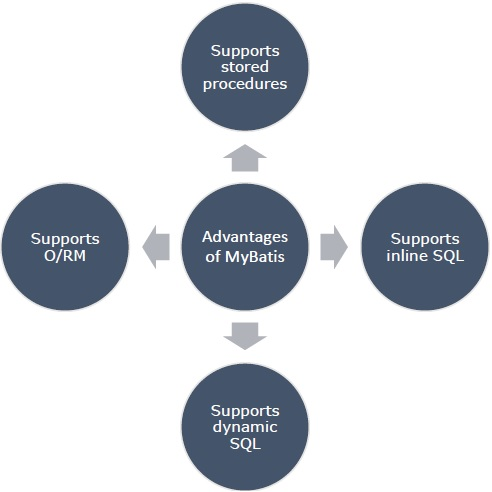 Supports
stored
procedures
Supports
O/RM
Advantages
of MyBatis
Supports
inline SQL
Supports
dynamic
SQL